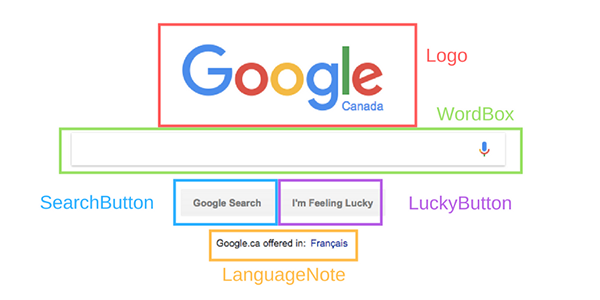 Google
Canada
Logo
WordBox
SearchButton
Google Search
I'm Feeling Lucky
LuckyButton
Google.ca offered in: Français
LanguageNote